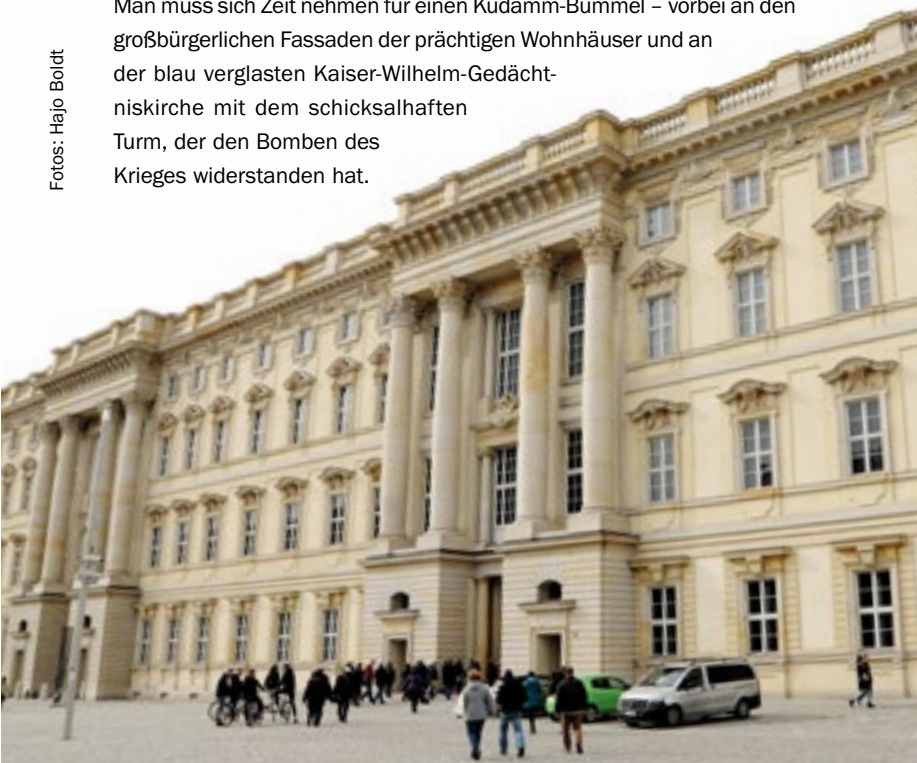 Man muss sich Zeit nehmen für einen Kudamm-Bummel – vorbei an den
großbürgerlichen Fassaden der prächtigen Wohnhäuser und an
der blau verglasten Kaiser-Wilhelm-Gedächt-
niskirche mit dem schicksalhaften
Turm, der den Bomben des
Krieges widerstanden hat.
Fotos: Hajo Boldt